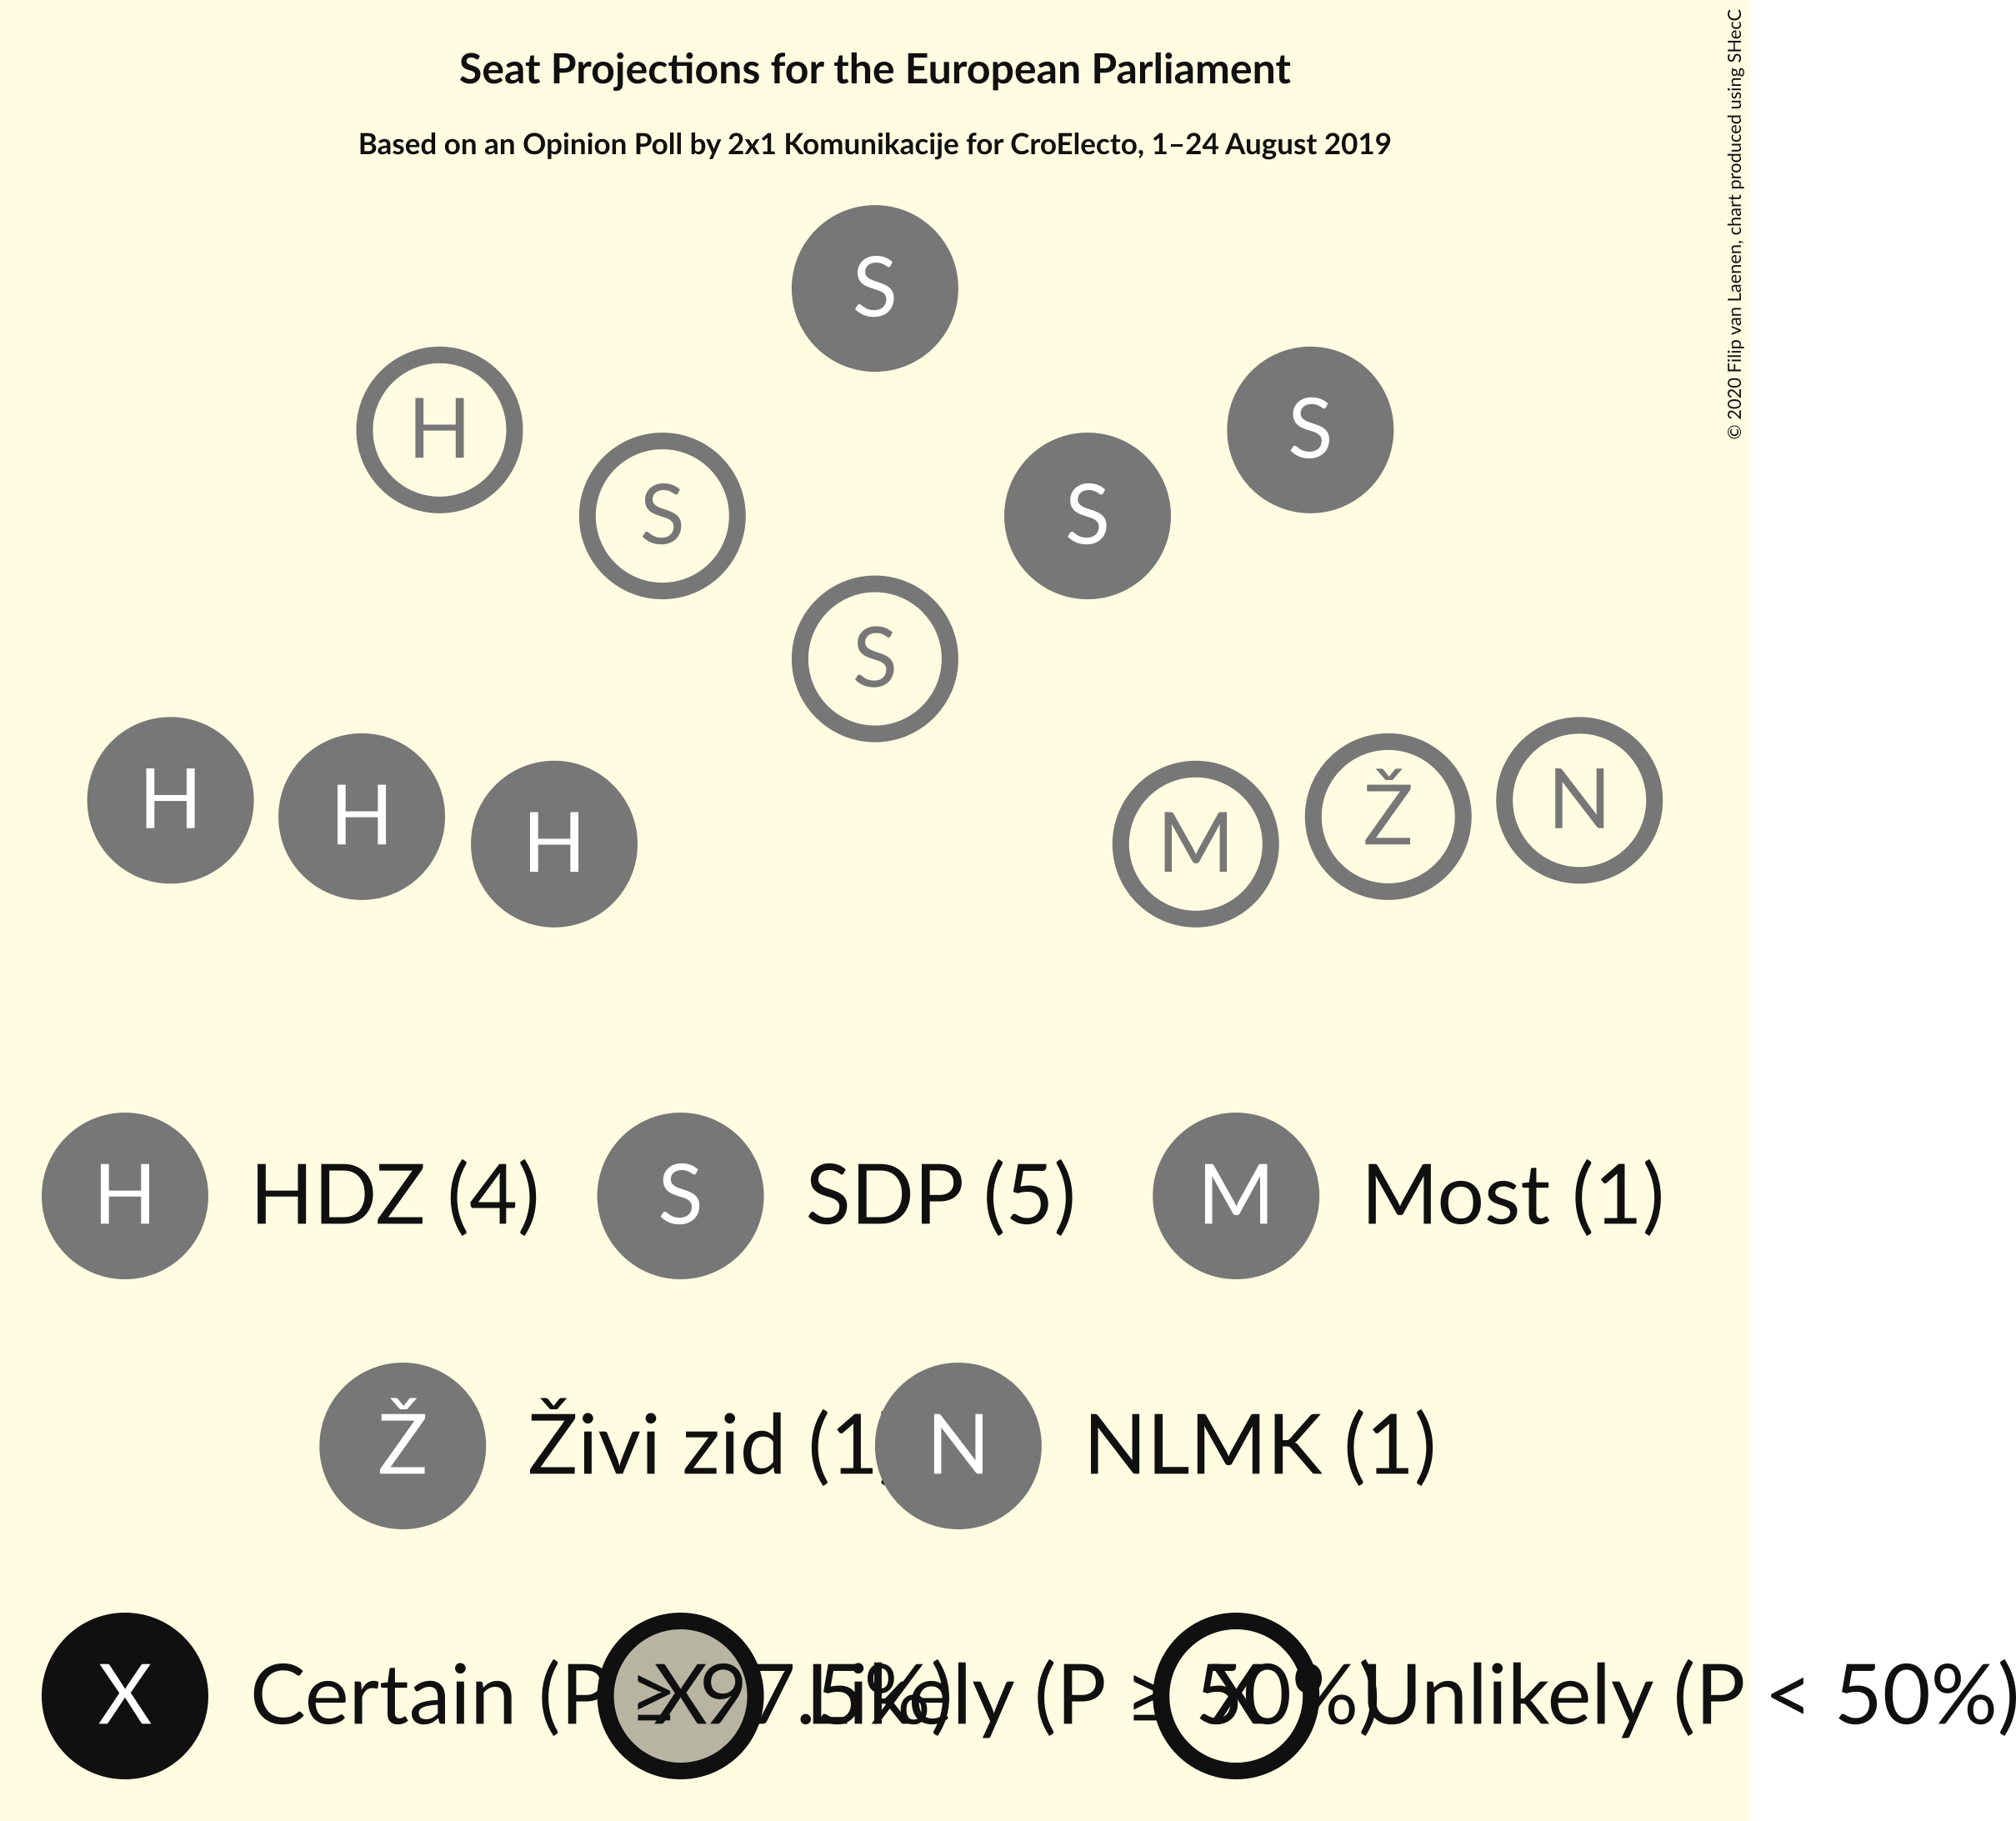 Seat Projections for the European Parliament
Based on an Opinion Poll by 2x1 Komunikacije for CroElecto, 1–24 August 2019
© 2020 Filip van Laenen, chart produced using SHecC
S
H
S
S
S
S
H
H
H
M
Ž
N
H HDZ (4) S SDP (5) M Most (1)
Ž Živi zid (1 N NLMK (1)
X Certain (P ≥ 97.5%) X Likely (P ≥ 50%) X Unlikely (P < 50%)